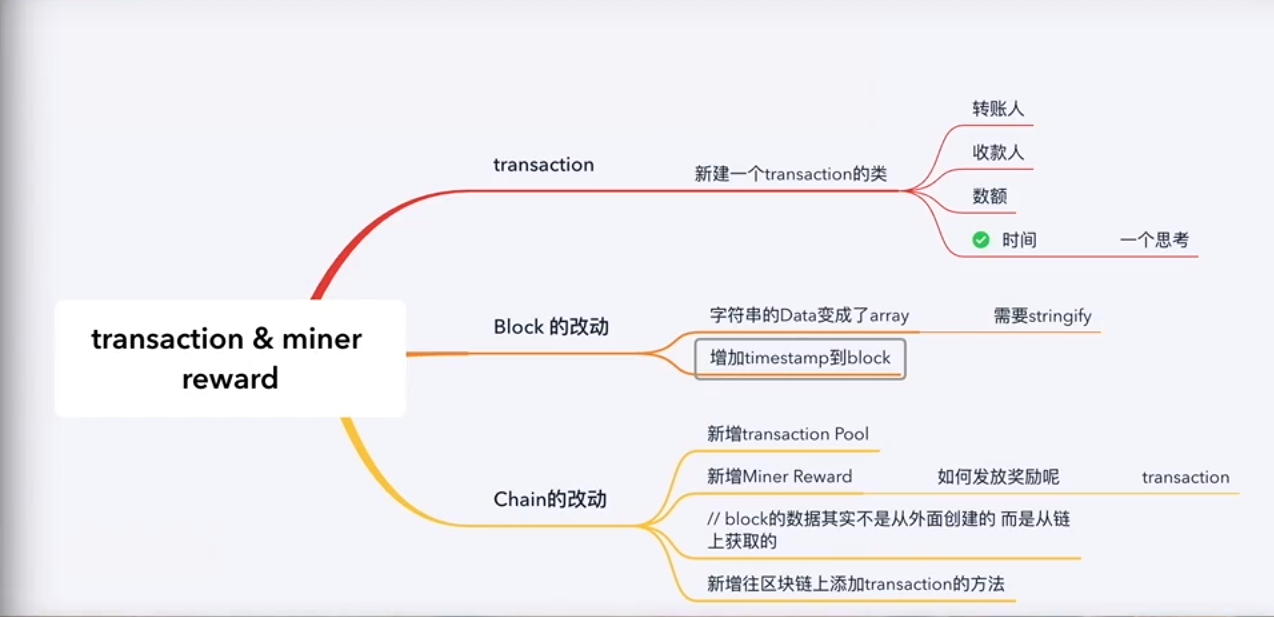 transaction & miner
reward
transaction
新建一个transaction的类
转账人
收款人
数额
时间
一个思考
Block 的改动
字符串的Data变成了array
需要stringify
增加timestamp到block
Chain的改动
新增transaction Pool
新增Miner Reward
如何发放奖励呢
transaction
// block的数据其实不是从外面创建的 而是从链
上获取的
新增往区块链上添加transaction的方法